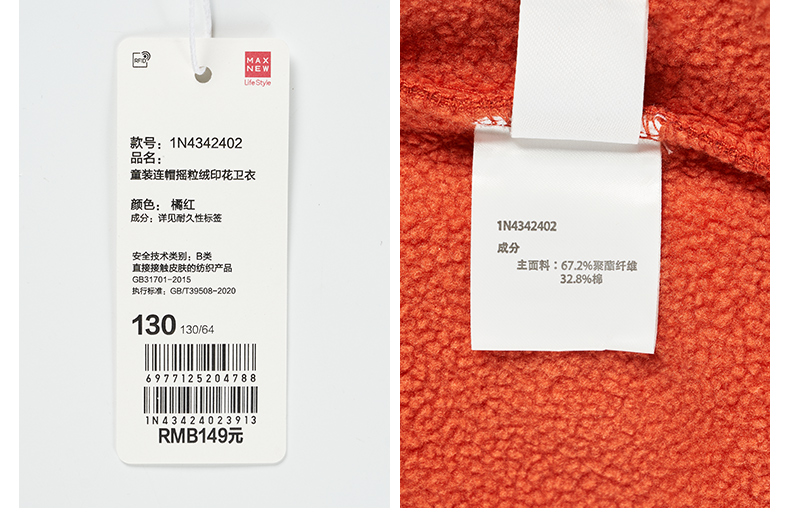 RFID
MAX
NEW
Life Style
款号：1N4342402
品名：
童装连帽摇粒绒印花卫衣
颜色：橘红
成分：详见耐久性标签
安全技术类别：B类
直接接触皮肤的纺织产品
GB31701-2015
执行标准：GB/T39508-2020
130 130/64
6977125204788
1N43424023913
RMB149元
1N4342402
成分
主面料：67.2%聚酯纤维
32.8%棉